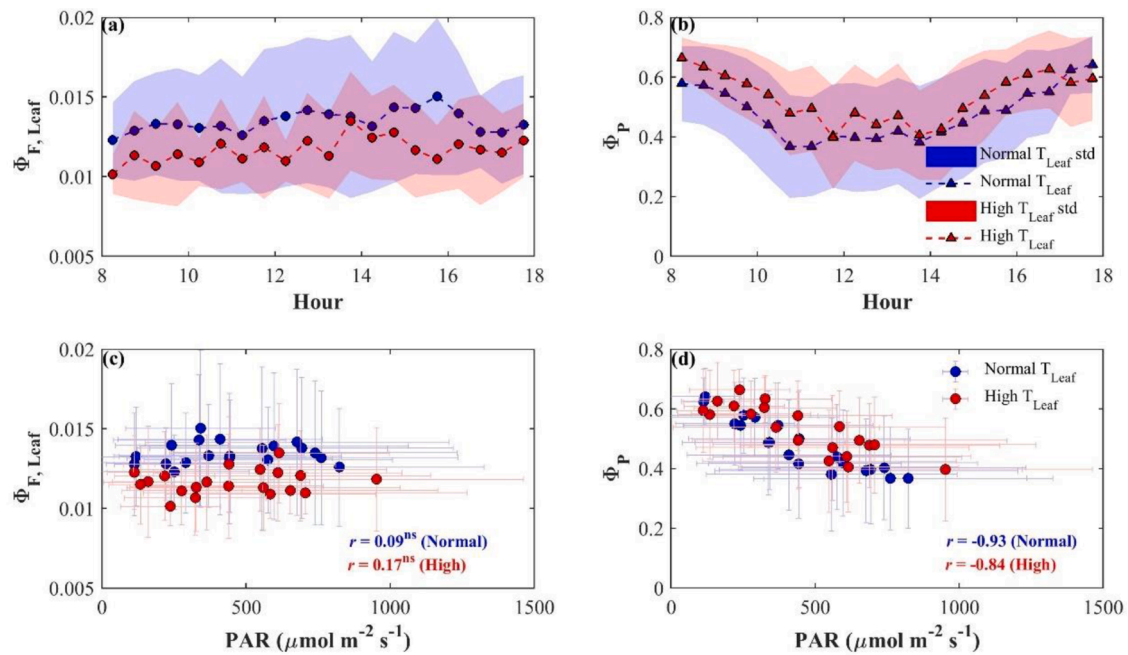 (a)
0.02
0.015
0.01
0.005
Φ_F, Leaf
8 10 12 14 16 18
Hour
(b)
0.8
0.6
0.4
0.2
0
Φ_P
Normal T_Leaf std
Normal T_Leaf
High T_Leaf std
High T_Leaf
8 10 12 14 16 18
Hour
(c)
0.02
0.015
0.01
0.005
Φ_F, Leaf
r = 0.09^ns (Normal)
r = 0.17^ns (High)
0 500 1000 1500
PAR (μmol m⁻² s⁻¹)
(d)
0.8
0.6
0.4
0.2
0
Φ_P
Normal T_Leaf
High T_Leaf
r = -0.93 (Normal)
r = -0.84 (High)
0 500 1000 1500
PAR (μmol m⁻² s⁻¹)